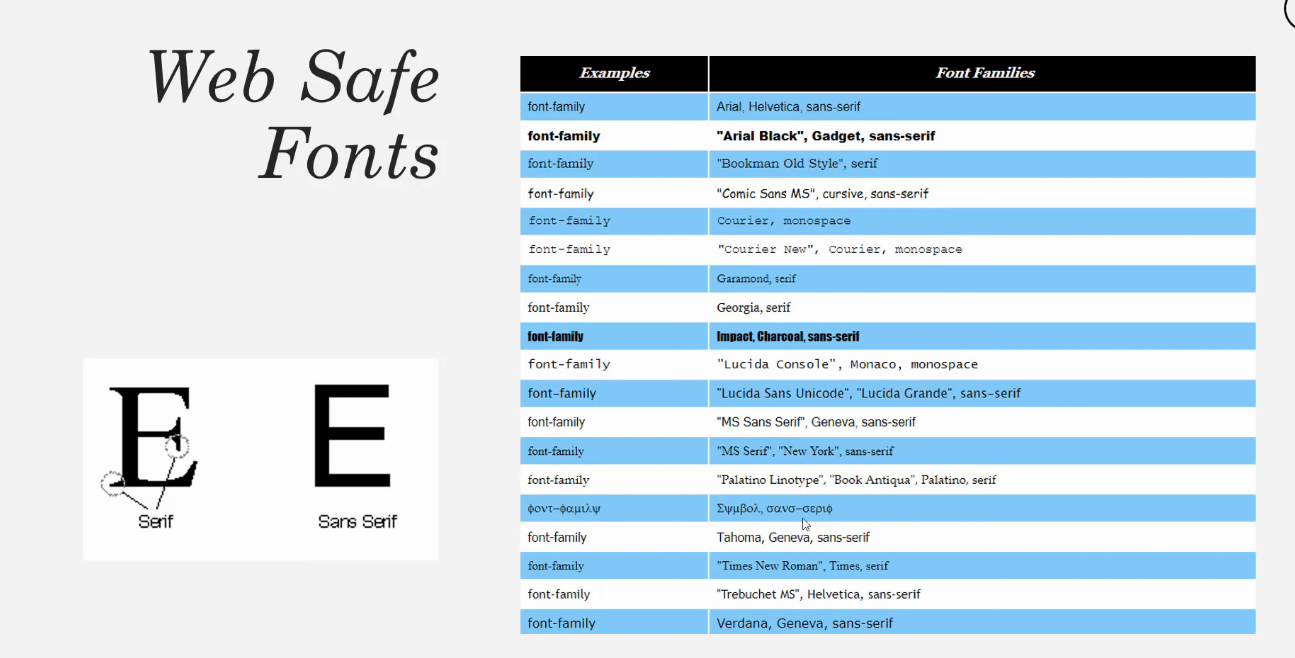 Web Safe
Fonts
Serif
Sans Serif
Examples Font Families
font-family Arial, Helvetica, sans-serif
font-family "Arial Black", Gadget, sans-serif
font-family "Bookman Old Style", serif
font-family "Comic Sans MS", cursive, sans-serif
font-family Courier, monospace
font-family "Courier New", Courier, monospace
font-family Garamond, serif
font-family Georgia, serif
font-family Impact, Charcoal, sans-serif
font-family "Lucida Console", Monaco, monospace
font-family "Lucida Sans Unicode", "Lucida Grande", sans-serif
font-family "MS Sans Serif", Geneva, sans-serif
font-family "MS Serif", "New York", sans-serif
font-family "Palatino Linotype", "Book Antiqua", Palatino, serif
φοντ−φαμιλψ Σψμβολ, σανσ−σεριφ
font-family Tahoma, Geneva, sans-serif
font-family "Times New Roman", Times, serif
font-family "Trebuchet MS", Helvetica, sans-serif
font-family Verdana, Geneva, sans-serif
E E